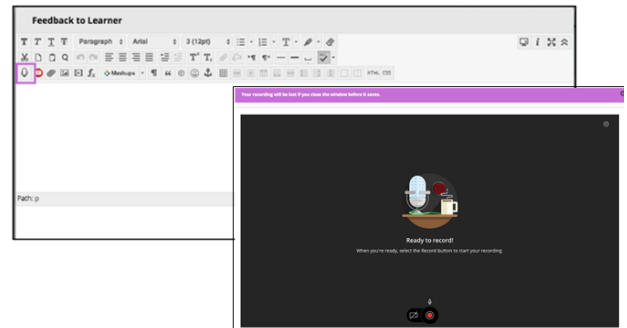 Feedback to Learner
T T T T Paragraph Arial 3 (12pt)
Mashups HTML CSS
Path: p
Your recording will be lost if you close the window before it saves.
Ready to record!
When you're ready, select the Record button to start your recording